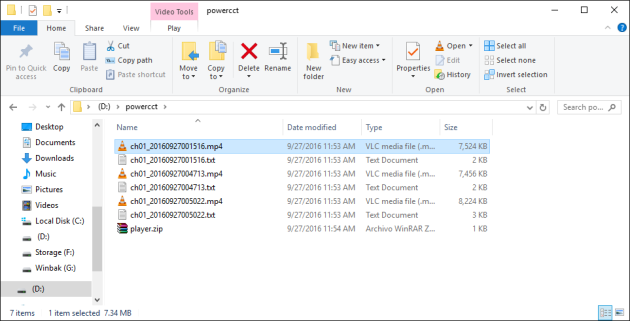 Video Tools powercct
File Home Share View Play
Pin to Quick access
Copy
Paste
Cut
Copy path
Paste shortcut
Clipboard
Move to
Copy to
Delete
Rename
Organize
New folder
New item
Easy access
New
Properties
Open
Edit
History
Open
Select all
Select none
Invert selection
Select
(D:) powercct
Search po...
Name Date modified Type Size
Desktop
Documents
Downloads
Music
Pictures
Videos
Local Disk (C:)
(D:)
Storage (F:)
Winbak (G:)
(D:)
ch01_20160927001516.mp4 9/27/2016 11:53 AM VLC media file (.m... 7,524 KB
ch01_20160927001516.txt 9/27/2016 11:53 AM Text Document 2 KB
ch01_20160927004713.mp4 9/27/2016 11:53 AM VLC media file (.m... 7,456 KB
ch01_20160927004713.txt 9/27/2016 11:53 AM Text Document 2 KB
ch01_20160927005022.mp4 9/27/2016 11:53 AM VLC media file (.m... 8,224 KB
ch01_20160927005022.txt 9/27/2016 11:53 AM Text Document 3 KB
player.zip 9/27/2016 11:54 AM Archivo WinRAR Z... 1 KB
7 items 1 item selected 7.34 MB